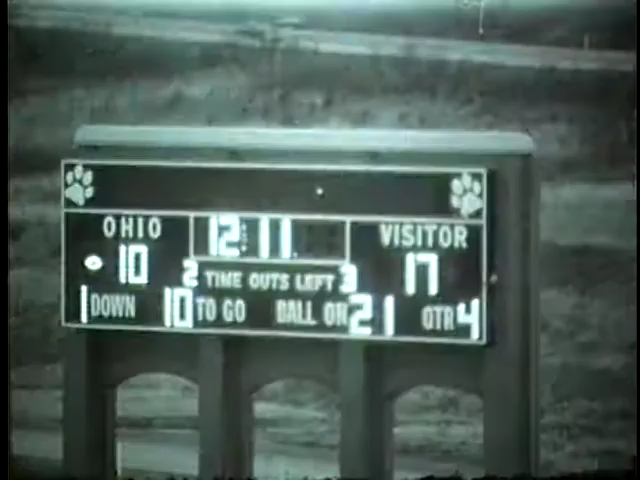 OHIO 12:11 VISITOR
10 2 TIME OUTS LEFT 3 17
1 DOWN 10 TO GO BALL ON 21 QTR 4